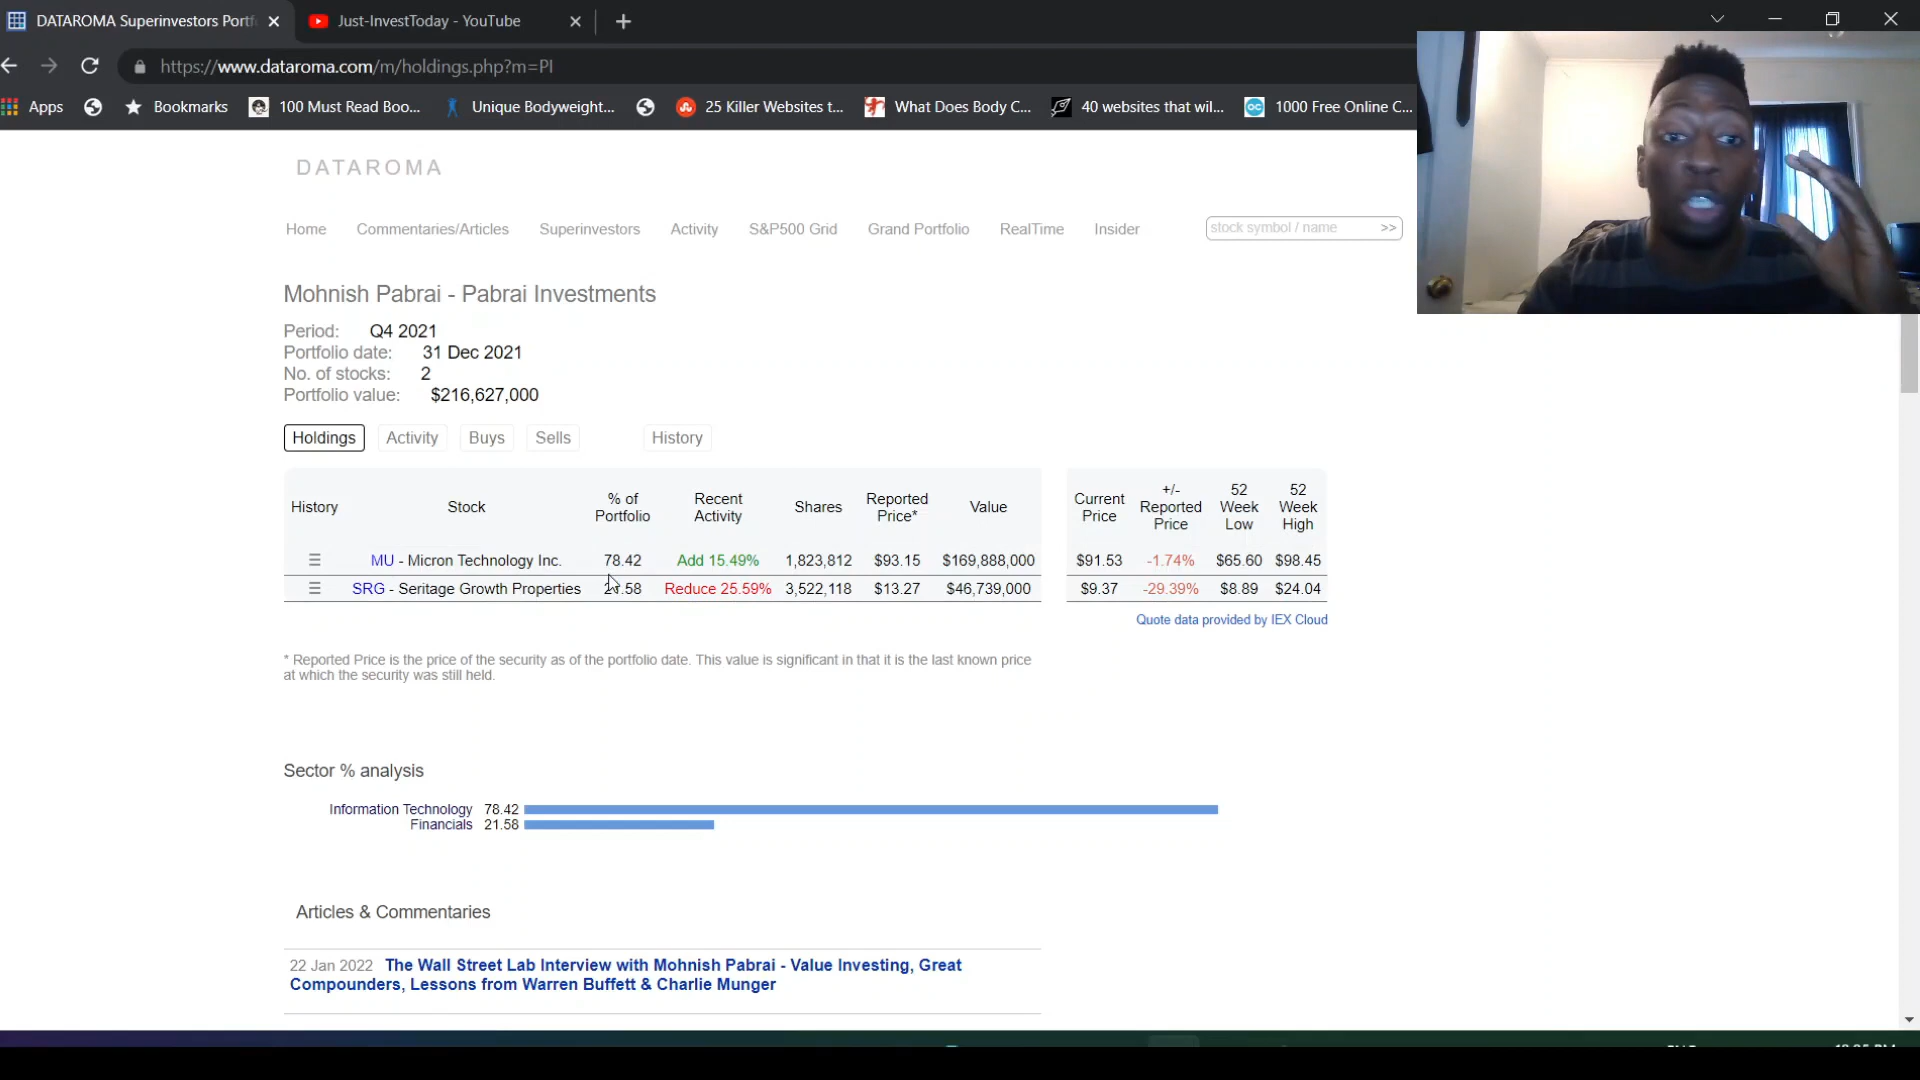 DATAROMA Superinvestors Portf
Just-InvestToday - YouTube
https://www.dataroma.com/m/holdings.php?m=PI
Apps
Bookmarks
100 Must Read Boo...
Unique Bodyweight...
25 Killer Websites t...
What Does Body C...
40 websites that wil...
OC
1000 Free Online C...
DATAROMA
Home Commentaries/Articles Superinvestors Activity S&P500 Grid Grand Portfolio RealTime Insider
stock symbol / name >>
Mohnish Pabrai - Pabrai Investments
Period: Q4 2021
Portfolio date: 31 Dec 2021
No. of stocks: 2
Portfolio value: $216,627,000
Holdings Activity Buys Sells History
History Stock % of Portfolio Recent Activity Shares Reported Price* Value Current Price +/- Reported Price 52 Week Low 52 Week High
MU - Micron Technology Inc. 78.42 Add 15.49% 1,823,812 $93.15 $169,888,000 $91.53 -1.74% $65.60 $98.45
SRG - Seritage Growth Properties 21.58 Reduce 25.59% 3,522,118 $13.27 $46,739,000 $9.37 -29.39% $8.89 $24.04
Quote data provided by IEX Cloud
* Reported Price is the price of the security as of the portfolio date. This value is significant in that it is the last known price
at which the security was still held.
Sector % analysis
Information Technology 78.42
Financials 21.58
Articles & Commentaries
22 Jan 2022 The Wall Street Lab Interview with Mohnish Pabrai - Value Investing, Great
Compounders, Lessons from Warren Buffett & Charlie Munger